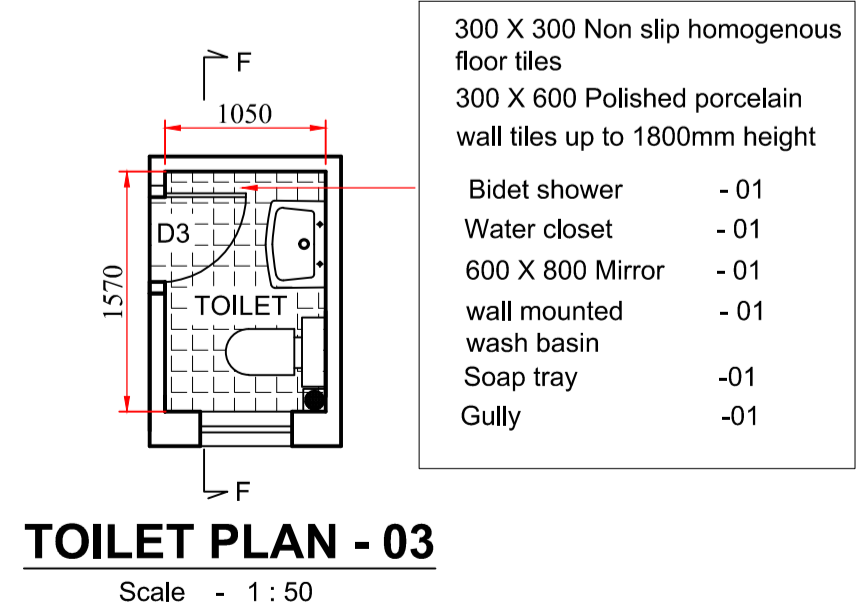 F
1050
D3
1570
TOILET
F
300 X 300 Non slip homogenous
floor tiles
300 X 600 Polished porcelain
wall tiles up to 1800mm height
Bidet shower - 01
Water closet - 01
600 X 800 Mirror - 01
wall mounted - 01
wash basin
Soap tray -01
Gully -01
TOILET PLAN - 03
Scale - 1 : 50